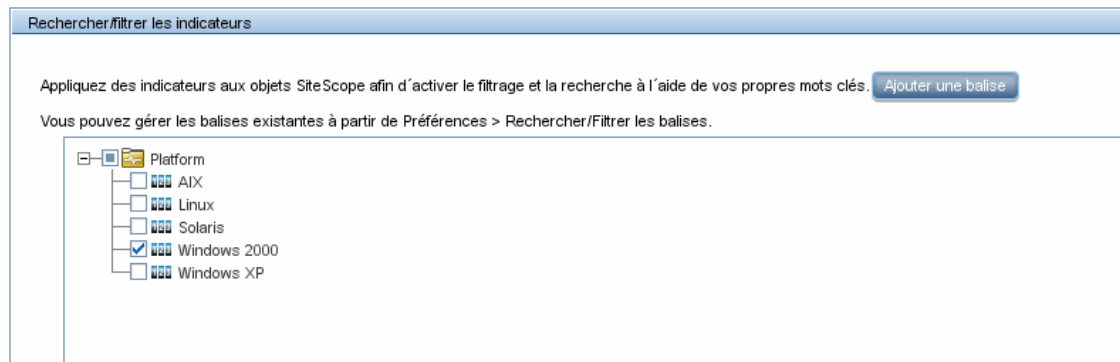 Rechercher/filtrer les indicateurs
Appliquez des indicateurs aux objets SiteScope afin d´activer le filtrage et la recherche à l´aide de vos propres mots clés. Ajouter une balise
Vous pouvez gérer les balises existantes à partir de Préférences > Rechercher/Filtrer les balises.
Platform
AIX
Linux
Solaris
Windows 2000
Windows XP